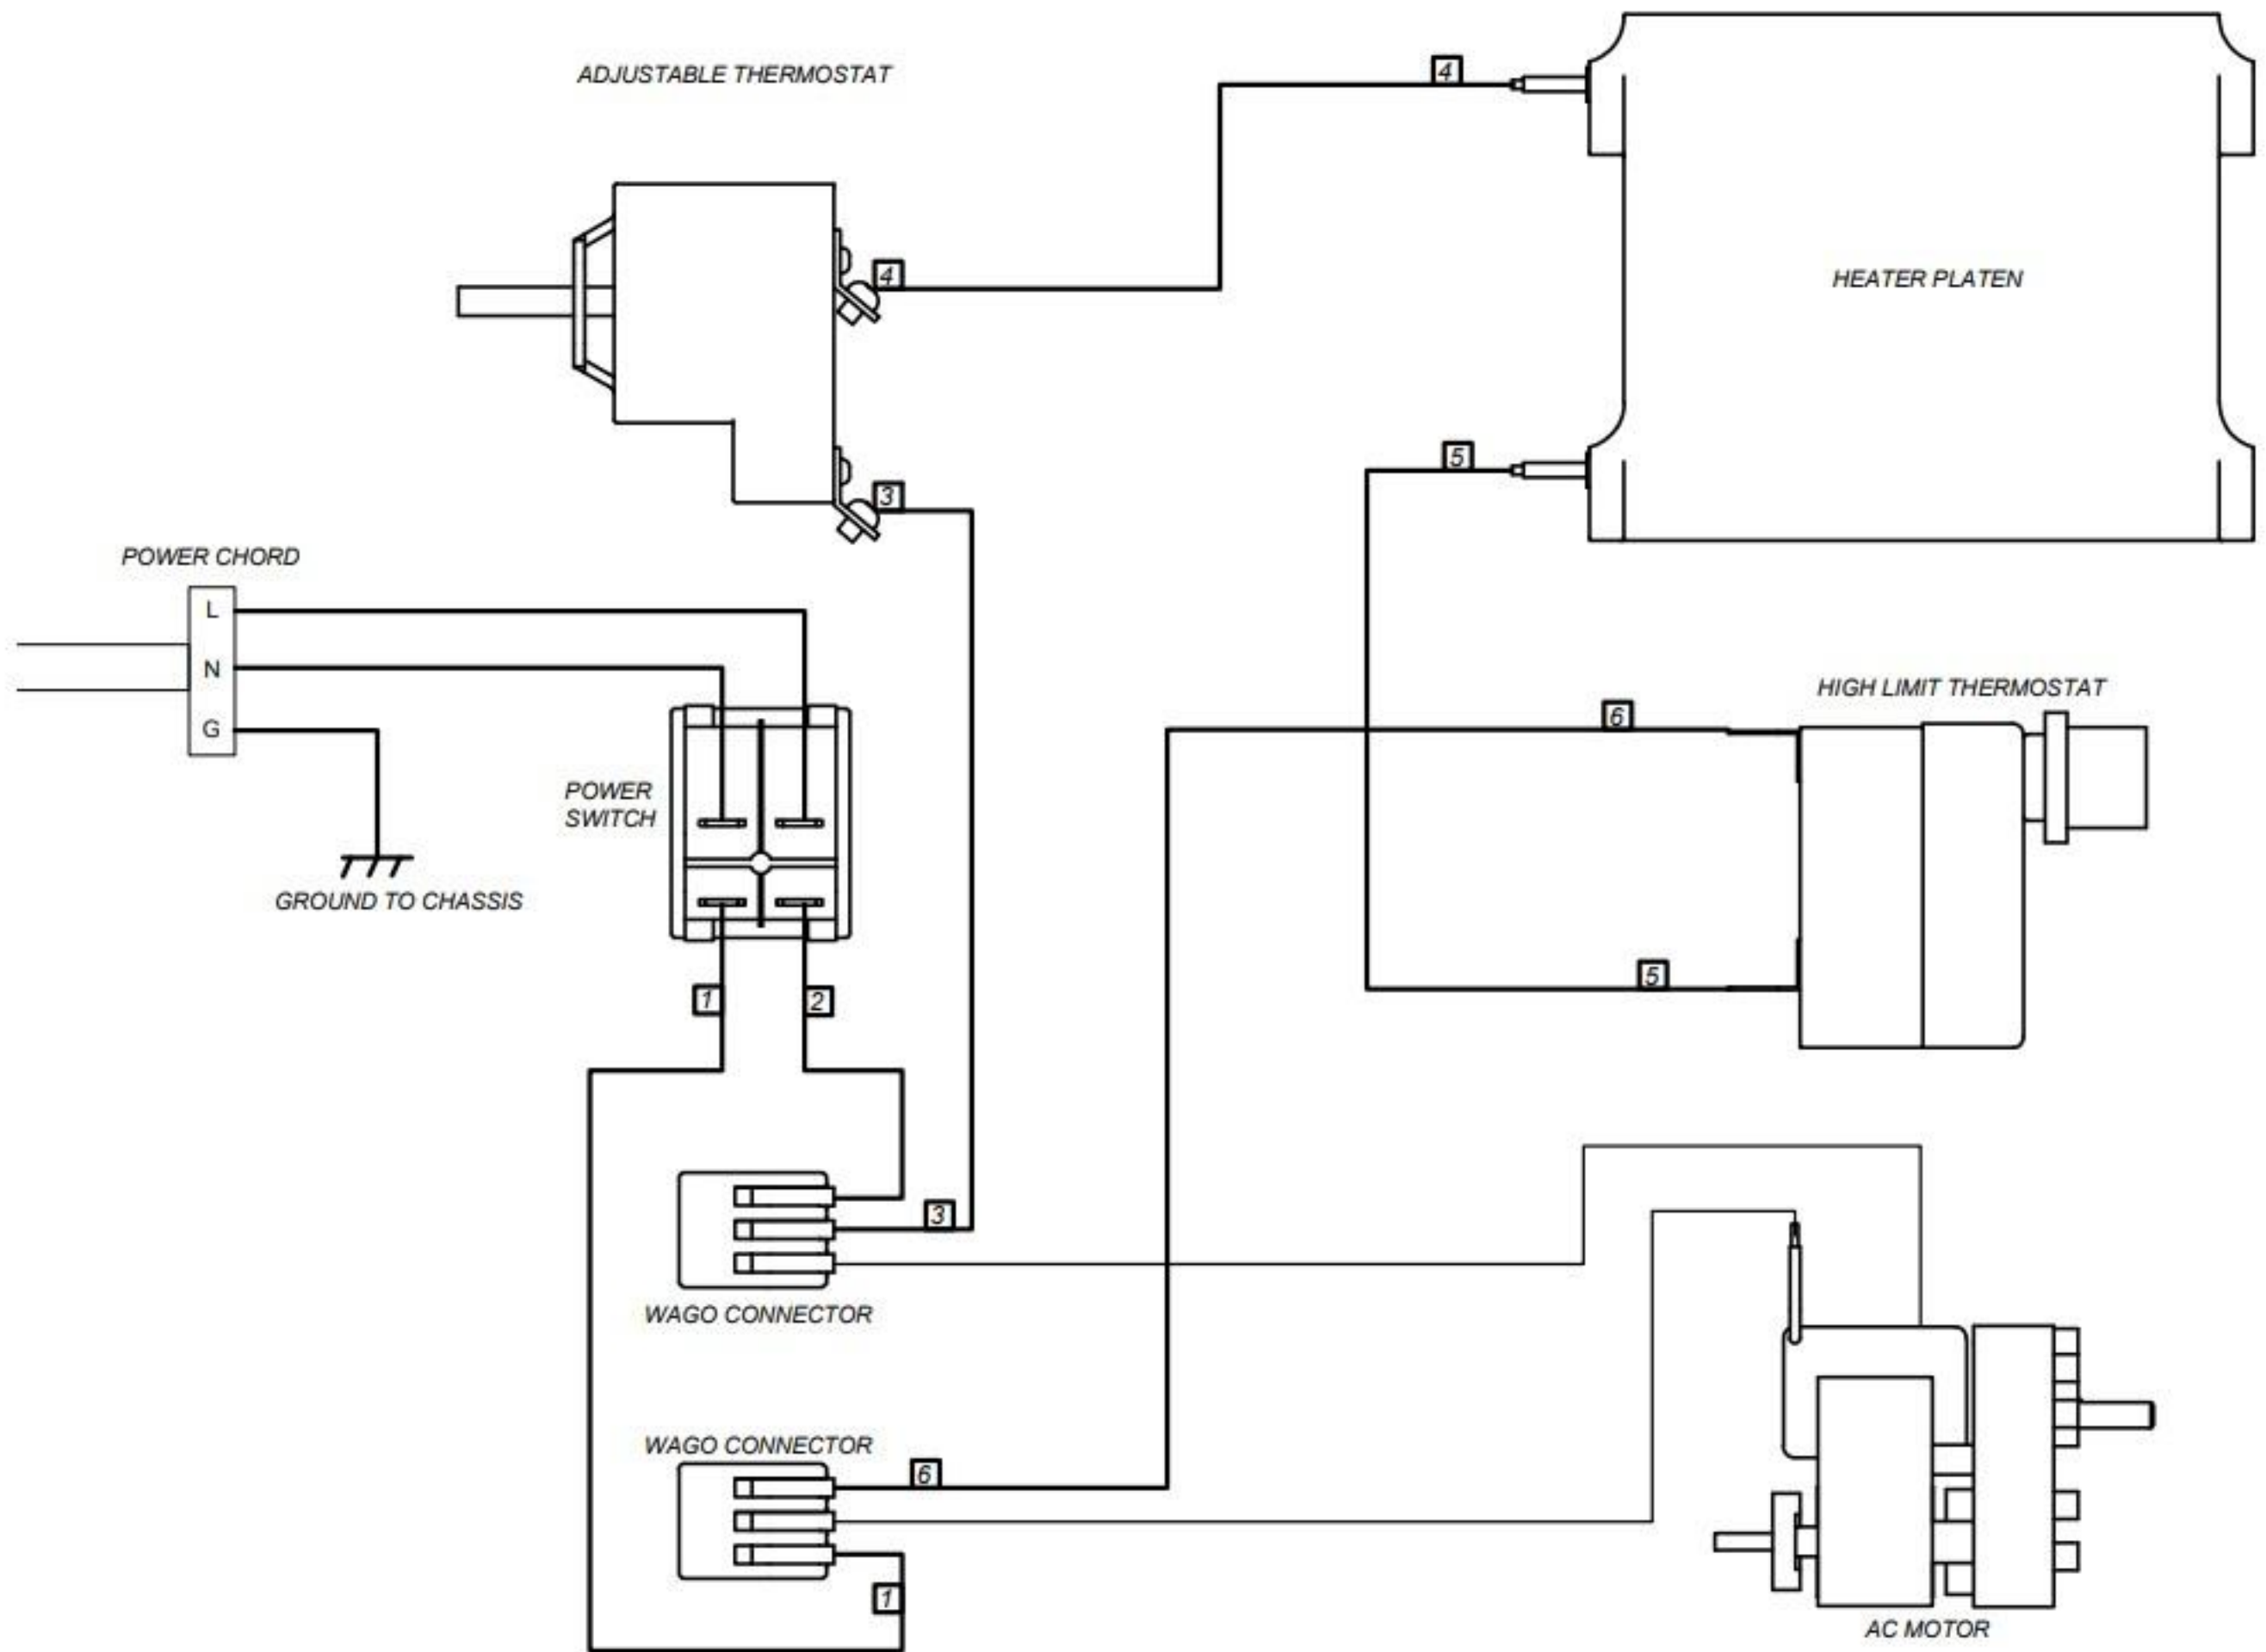 ADJUSTABLE THERMOSTAT
4
HEATER PLATEN
4
5
3
POWER CHORD
L
N
G
HIGH LIMIT THERMOSTAT
6
POWER
SWITCH
GROUND TO CHASSIS
5
1
2
3
WAGO CONNECTOR
WAGO CONNECTOR
6
1
AC MOTOR